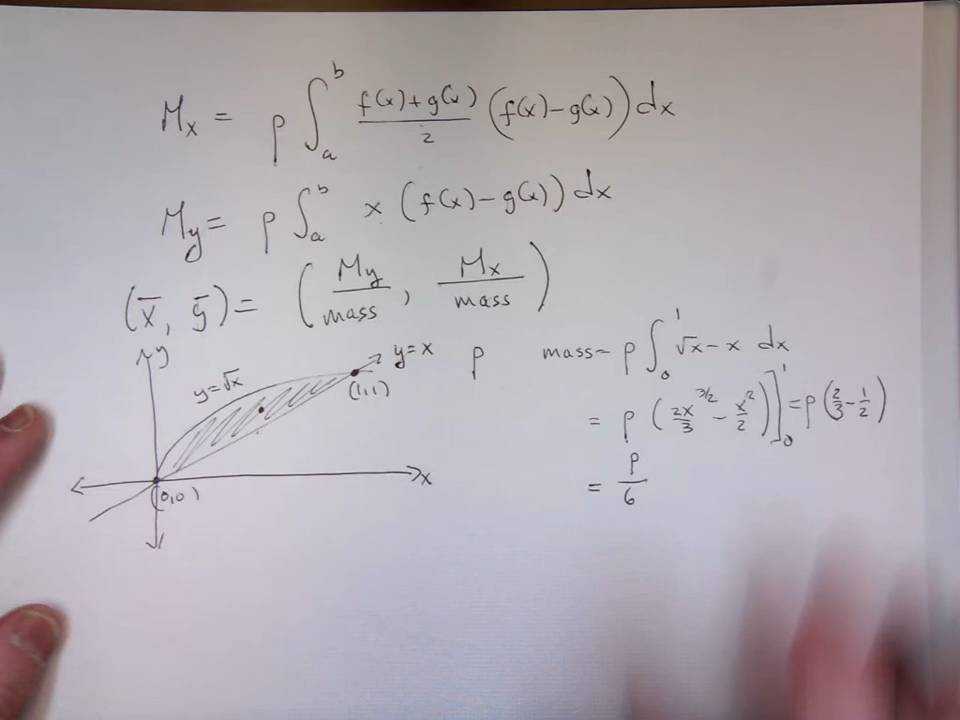 Mx = ρ ∫_a^b (f(x)+g(x))/2 (f(x)-g(x)) dx
My = ρ ∫_a^b x (f(x)-g(x)) dx
(x̄, ȳ) = (My/mass, Mx/mass)
y
y=√x
y=x
(1,1)
x
(0,0)
ρ
mass = ρ ∫_0^1 √x - x dx
= ρ (2x^(3/2)/3 - x^2/2)]_0^1 = ρ(2/3 - 1/2)
= ρ/6